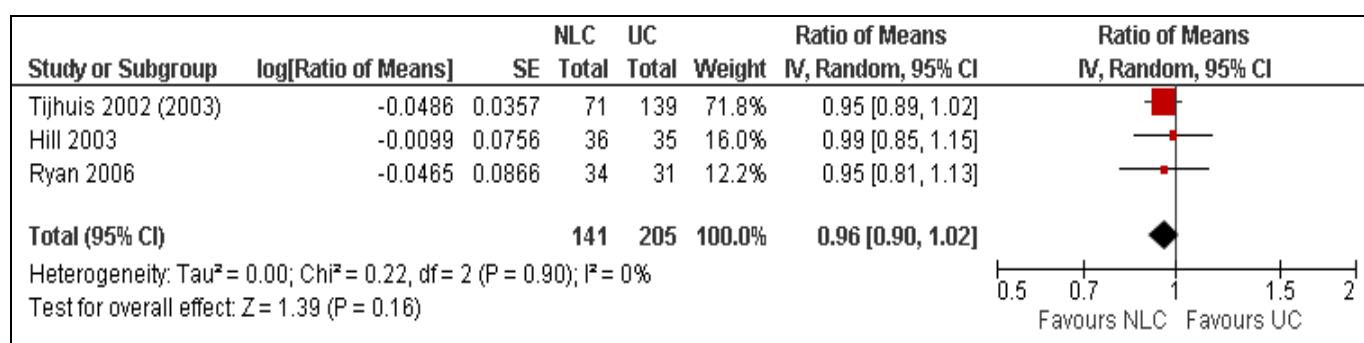 NLC UC Ratio of Means Ratio of Means
Study or Subgroup log[Ratio of Means] SE Total Total Weight IV, Random, 95% CI IV, Random, 95% CI
Tijhuis 2002 (2003) -0.0486 0.0357 71 139 71.8% 0.95 [0.89, 1.02]
Hill 2003 -0.0099 0.0756 36 35 16.0% 0.99 [0.85, 1.15]
Ryan 2006 -0.0465 0.0866 34 31 12.2% 0.95 [0.81, 1.13]
Total (95% CI) 141 205 100.0% 0.96 [0.90, 1.02]
Heterogeneity: Tau² = 0.00; Chi² = 0.22, df = 2 (P = 0.90); I² = 0%
Test for overall effect: Z = 1.39 (P = 0.16)
0.5 0.7 1 1.5 2
Favours NLC Favours UC